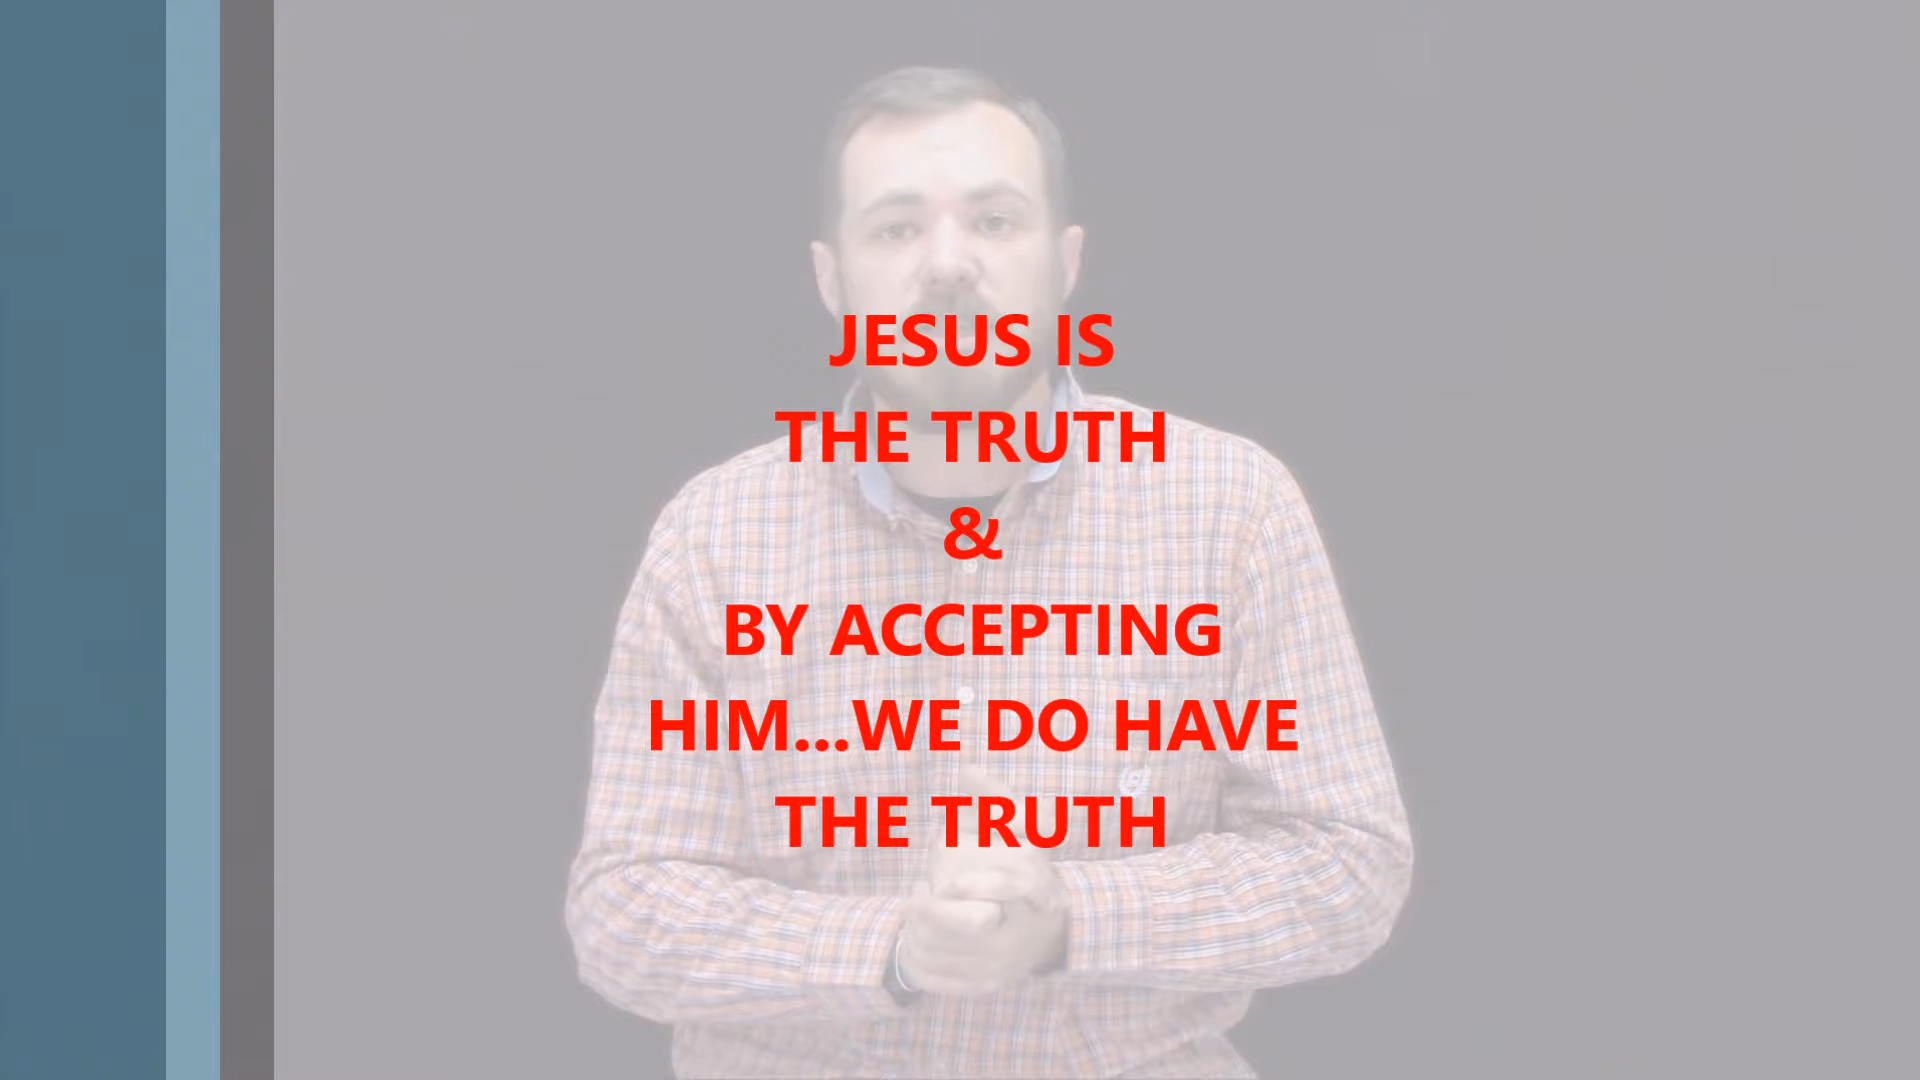 JESUS IS
THE TRUTH
&
BY ACCEPTING
HIM...WE DO HAVE
THE TRUTH